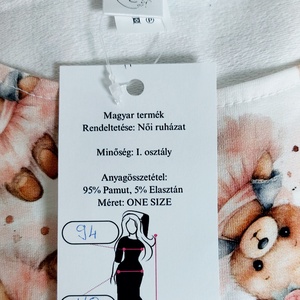 Magyar termék
Rendeltetése: Női ruházat
Minőség: I. osztály
Anyagösszetétel:
95% Pamut, 5% Elasztán
Méret: ONE SIZE
94